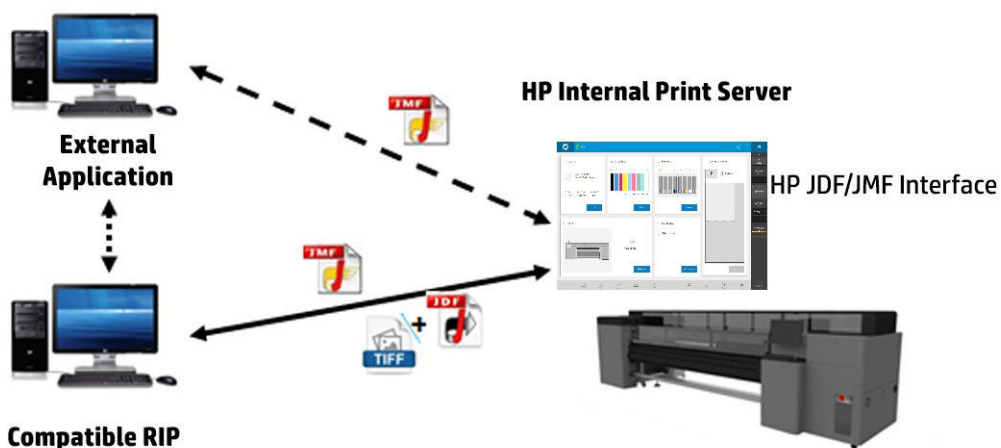 JMF
HP Internal Print Server
External
Application
HP JDF/JMF Interface
JMF
JDF
+
TIFF
Compatible RIP